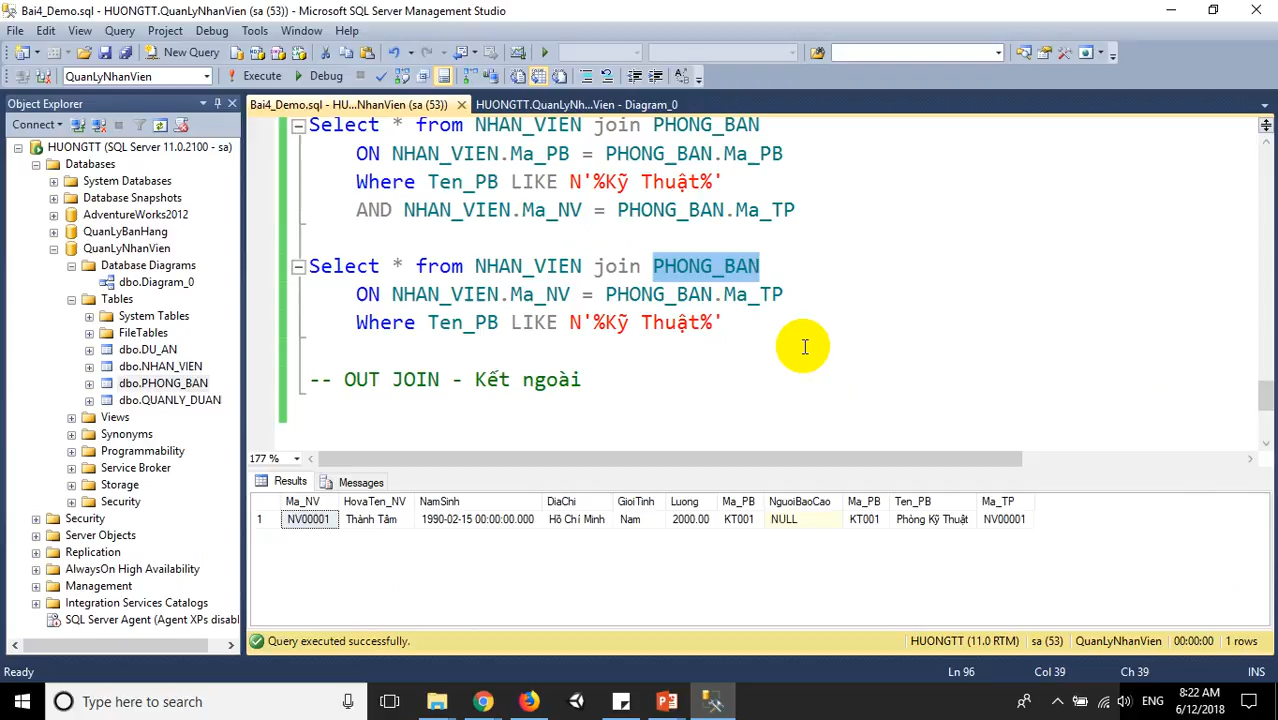 Bai4_Demo.sql - HUONGTT.QuanLyNhanVien (sa (53)) - Microsoft SQL Server Management Studio
File Edit View Query Project Debug Tools Window Help
New Query
QuanLyNhanVien Execute Debug
Object Explorer
Bai4_Demo.sql - HU...NhanVien (sa (53)) HUONGTT.QuanLyNh...Vien - Diagram_0
Connect
HUONGTT (SQL Server 11.0.2100 - sa)
Databases
System Databases
Database Snapshots
AdventureWorks2012
QuanLyBanHang
QuanLyNhanVien
Database Diagrams
dbo.Diagram_0
Tables
System Tables
FileTables
dbo.DU_AN
dbo.NHAN_VIEN
dbo.PHONG_BAN
dbo.QUANLY_DUAN
Views
Synonyms
Programmability
Service Broker
Storage
Security
Security
Server Objects
Replication
AlwaysOn High Availability
Management
Integration Services Catalogs
SQL Server Agent (Agent XPs disabl
Select * from NHAN_VIEN join PHONG_BAN
ON NHAN_VIEN.Ma_PB = PHONG_BAN.Ma_PB
Where Ten_PB LIKE N'%Kỹ Thuật%'
AND NHAN_VIEN.Ma_NV = PHONG_BAN.Ma_TP
Select * from NHAN_VIEN join PHONG_BAN
ON NHAN_VIEN.Ma_NV = PHONG_BAN.Ma_TP
Where Ten_PB LIKE N'%Kỹ Thuật%'
-- OUT JOIN - Kết ngoài
177 %
Results Messages
Ma_NV HovaTen_NV NamSinh DiaChi GioiTinh Luong Ma_PB NguoiBaoCao Ma_PB Ten_PB Ma_TP
1 NV00001 Thành Tâm 1990-02-15 00:00:00.000 Hồ Chí Minh Nam 2000.00 KT001 NULL KT001 Phòng Kỹ Thuật NV00001
Query executed successfully. HUONGTT (11.0 RTM) sa (53) QuanLyNhanVien 00:00:00 1 rows
Ready Ln 96 Col 39 Ch 39 INS
Type here to search
ENG
8:22 AM
6/12/2018